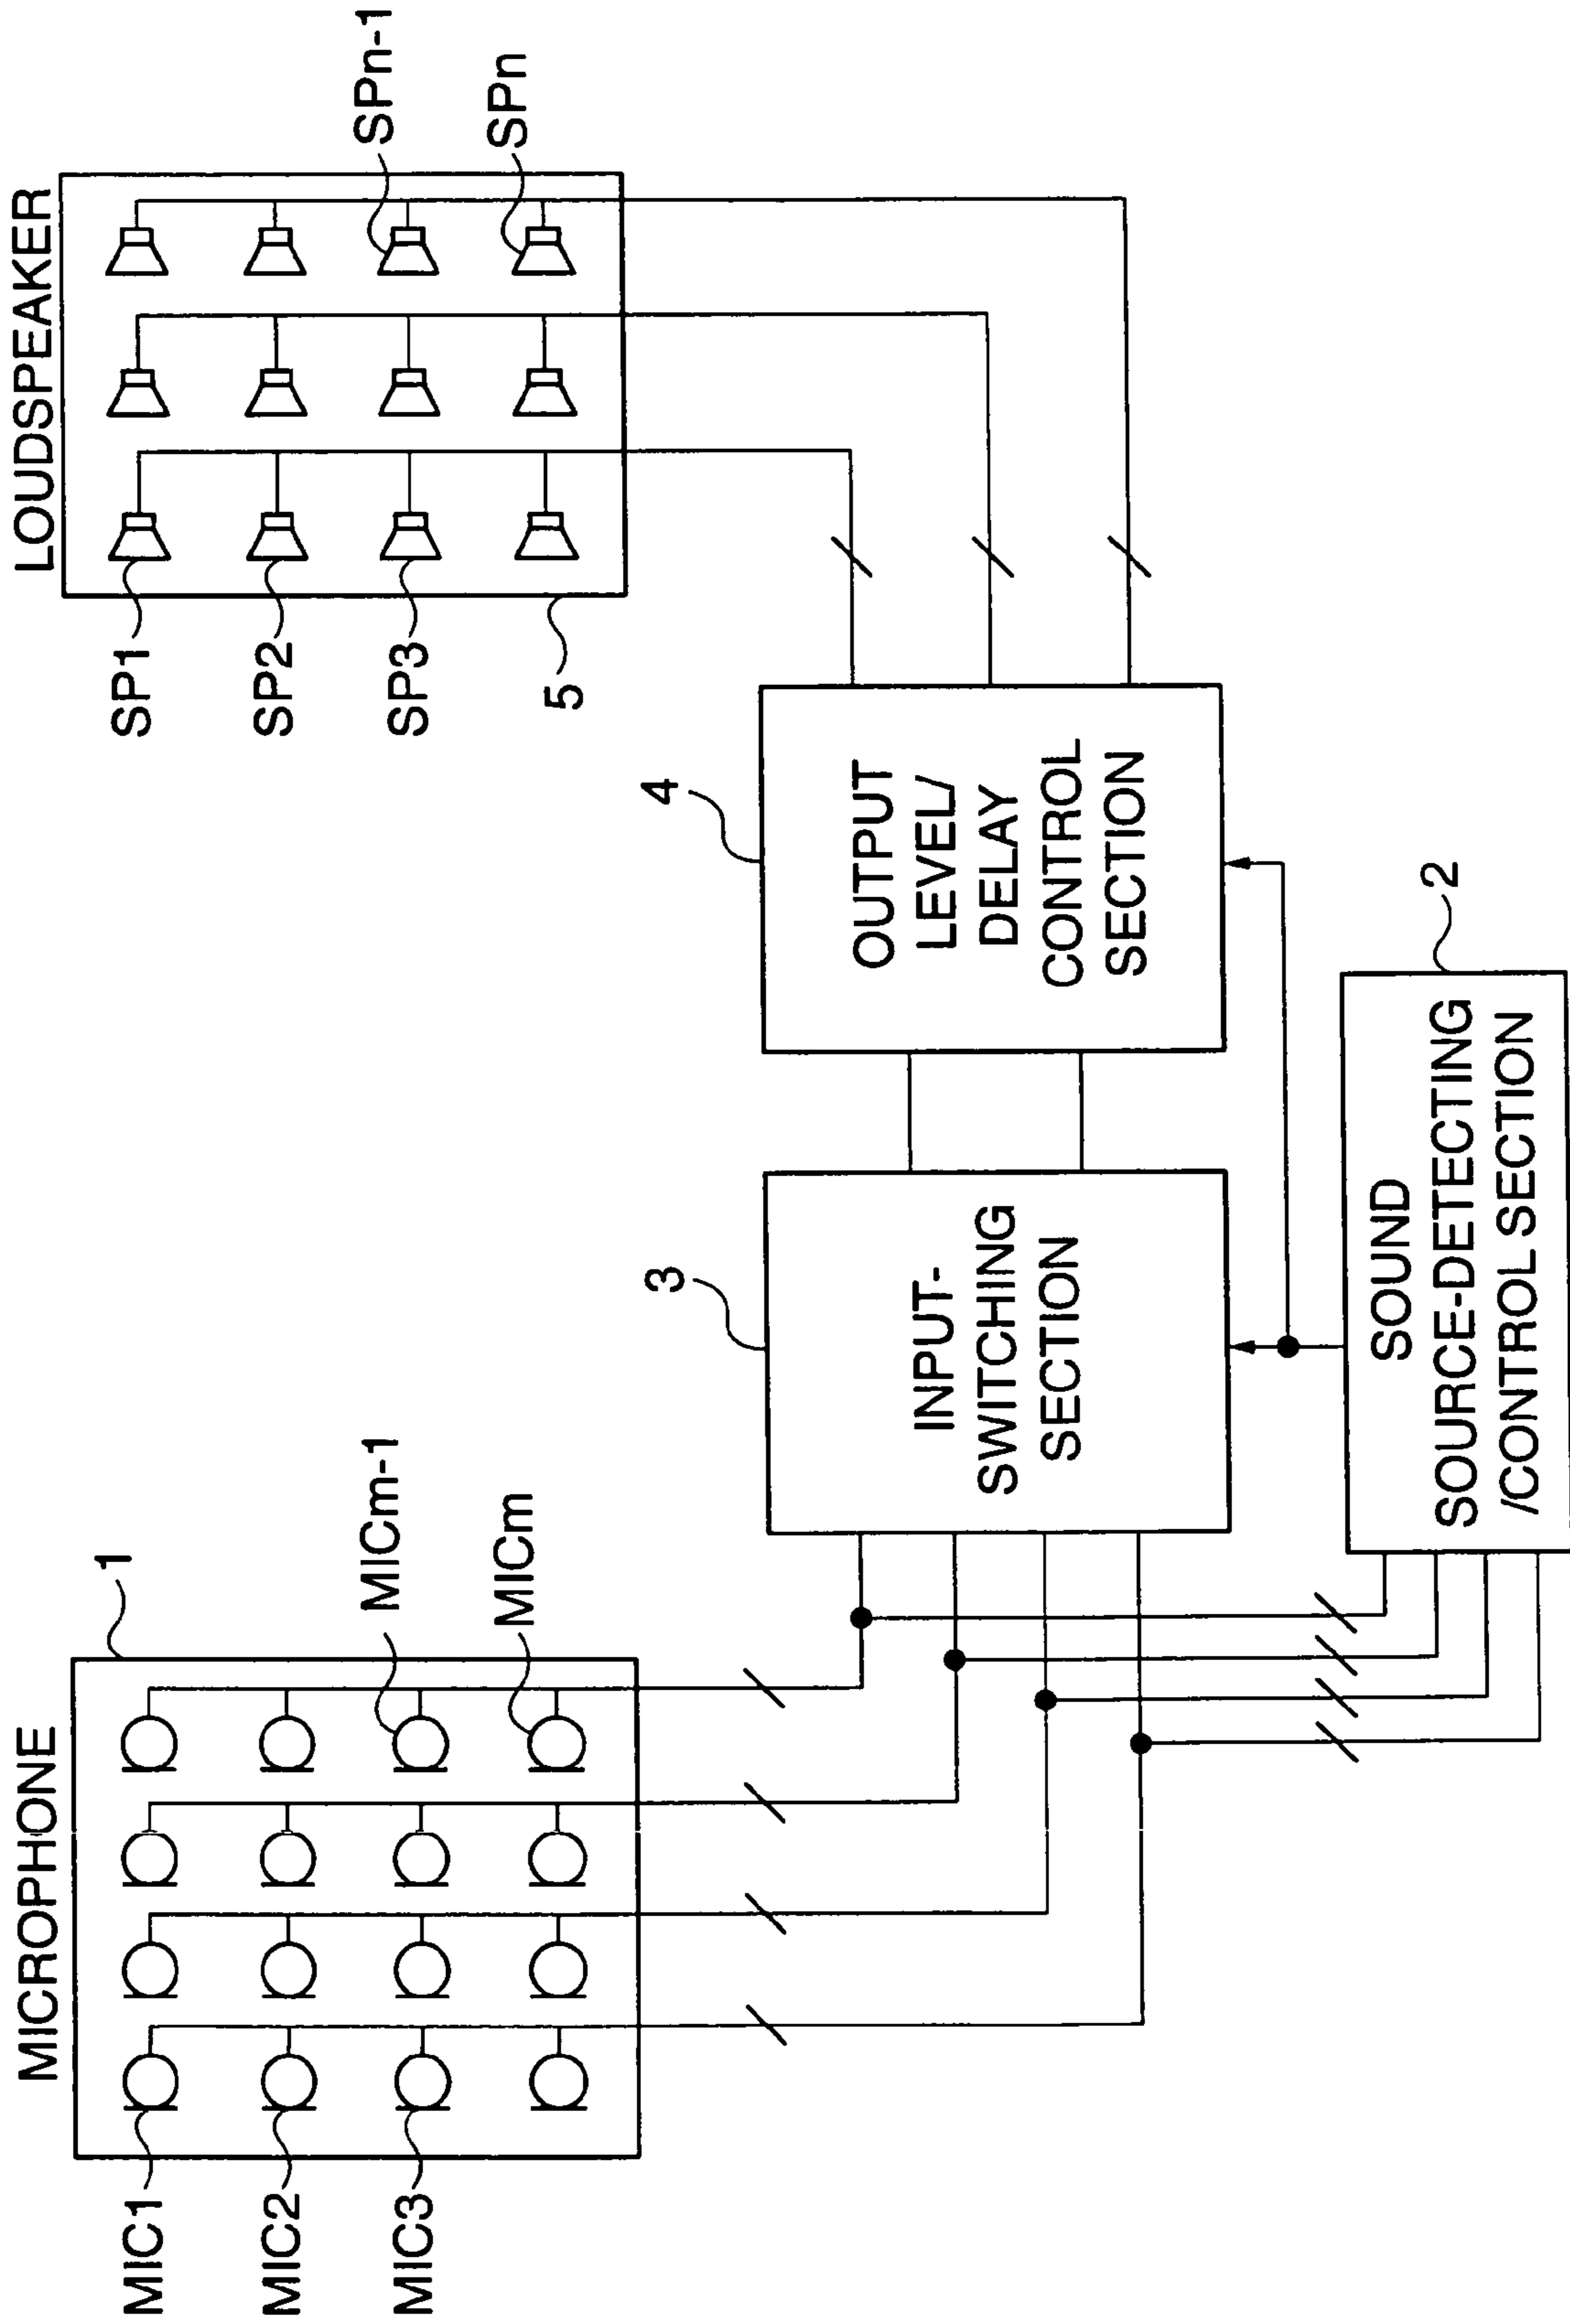 MICROPHONE
1
MIC1
MIC2
MIC3
MICm-1
MICm
LOUDSPEAKER
SP1
SP2
SP3
5
SPn-1
SPn
3
INPUT-
SWITCHING
SECTION
4
OUTPUT
LEVEL/
DELAY
CONTROL
SECTION
2
SOUND
SOURCE-DETECTING
/CONTROL SECTION